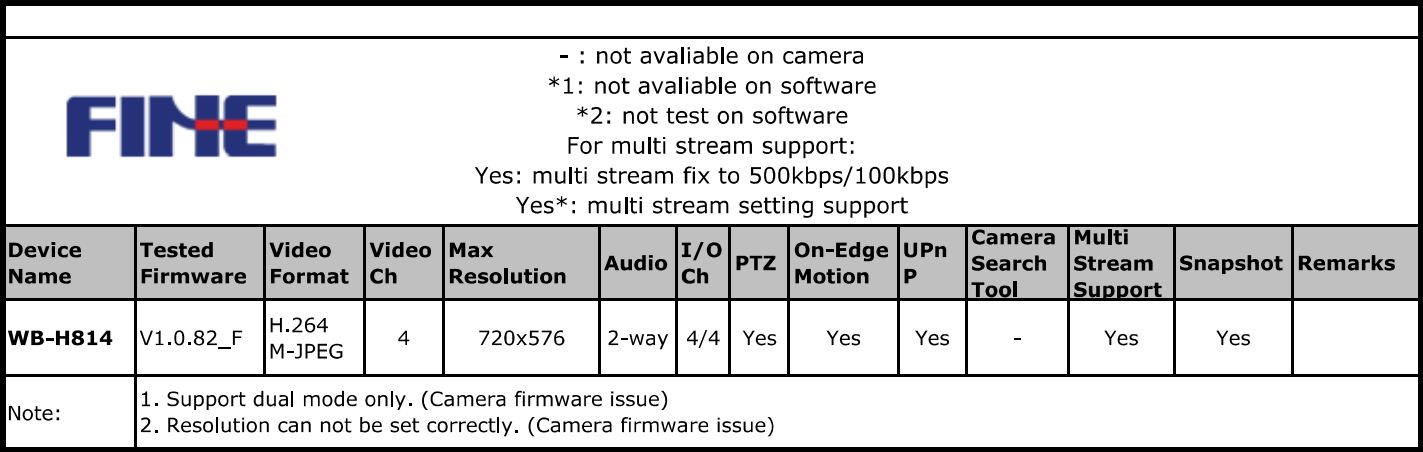 FINE
- : not avaliable on camera
*1: not avaliable on software
*2: not test on software
For multi stream support:
Yes: multi stream fix to 500kbps/100kbps
Yes*: multi stream setting support
Device Name | Tested Firmware | Video Format | Video Ch | Max Resolution | Audio | I/O Ch | PTZ | On-Edge Motion | UPnP | Camera Search Tool | Multi Stream Support | Snapshot | Remarks
WB-H814 | V1.0.82_F | H.264 M-JPEG | 4 | 720x576 | 2-way | 4/4 | Yes | Yes | Yes | - | Yes | Yes
Note:
1. Support dual mode only. (Camera firmware issue)
2. Resolution can not be set correctly. (Camera firmware issue)